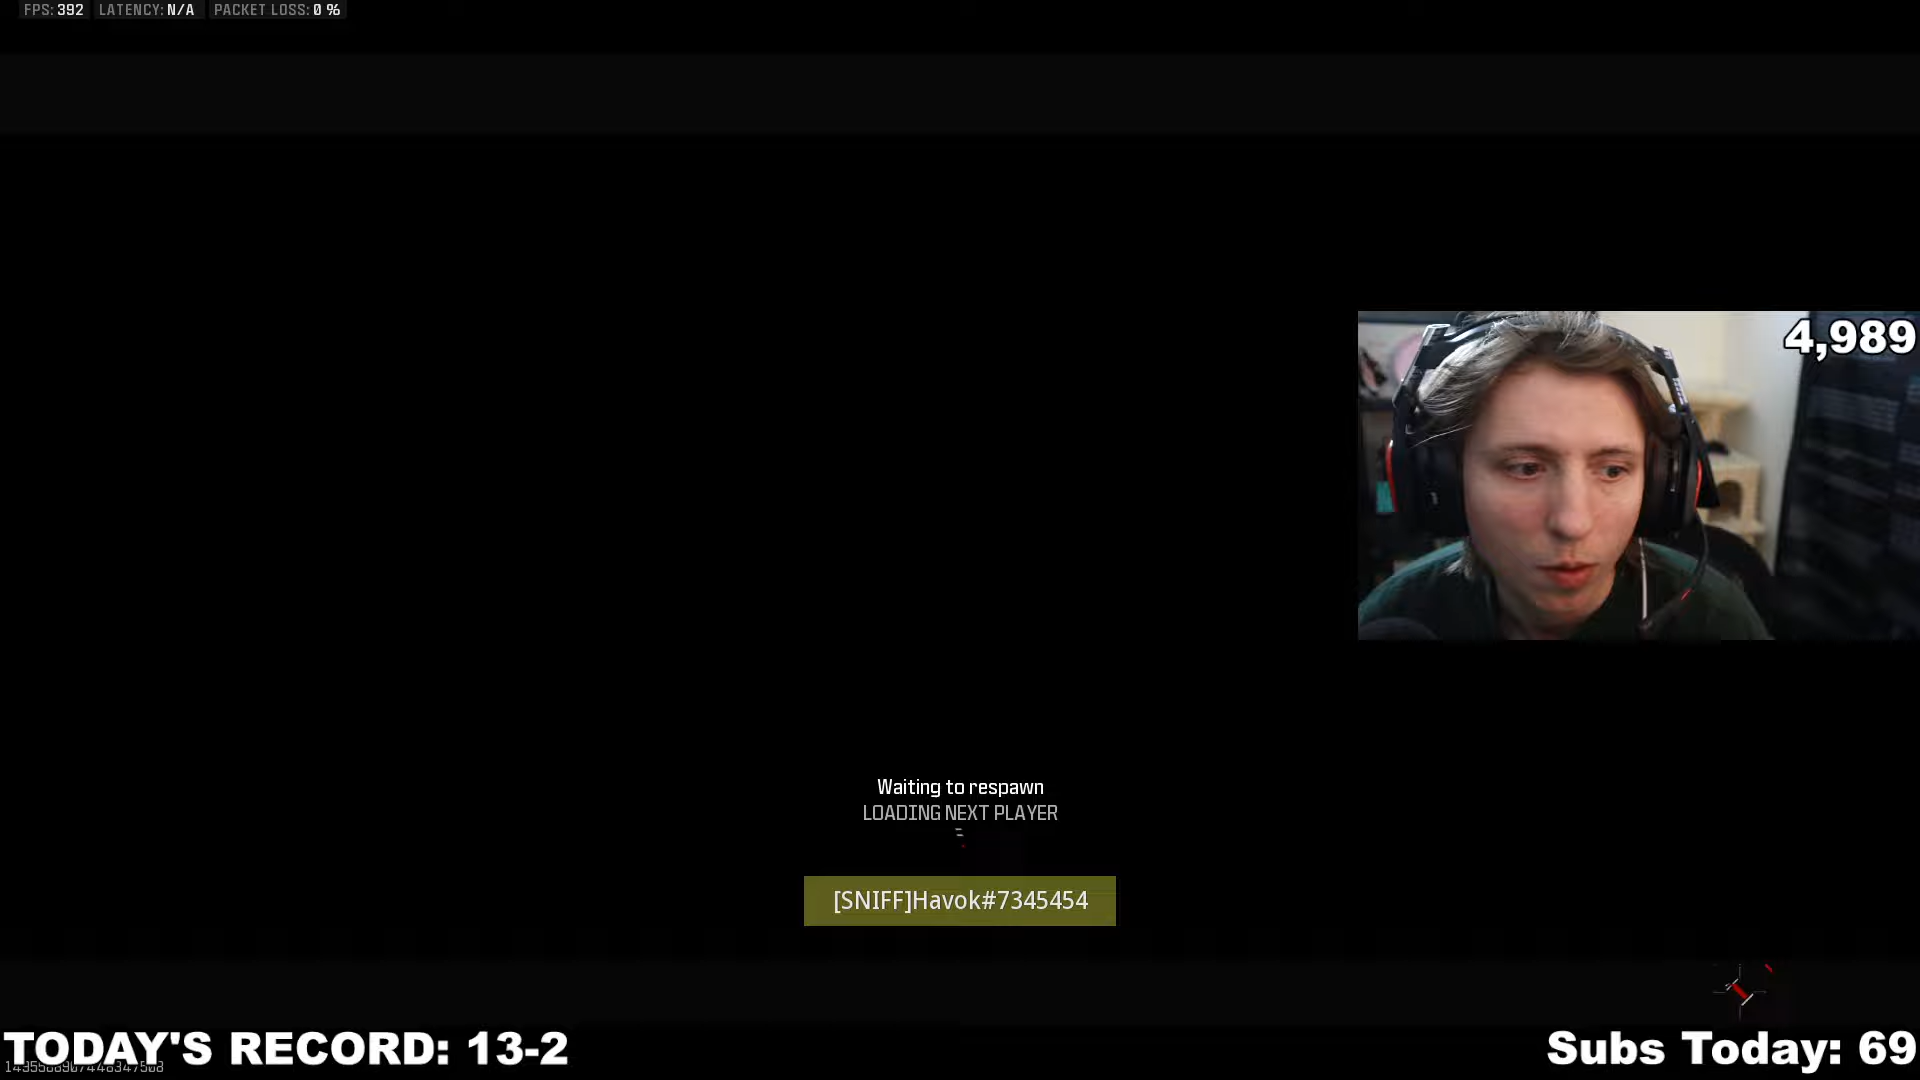 FPS: 392 LATENCY: N/A PACKET LOSS: 0 %
4,989
Waiting to respawn
LOADING NEXT PLAYER
[SNIFF]Havok#7345454
TODAY'S RECORD: 13-2
Subs Today: 69